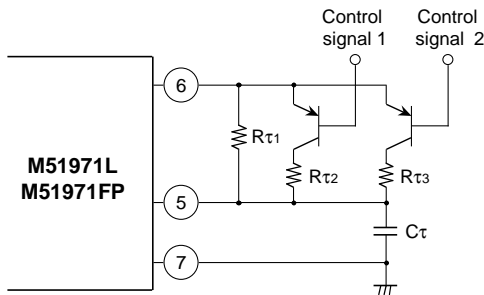 Control
signal 1
Control
signal 2
6
Rτ1
M51971L
M51971FP
Rτ2
Rτ3
5
Cτ
7